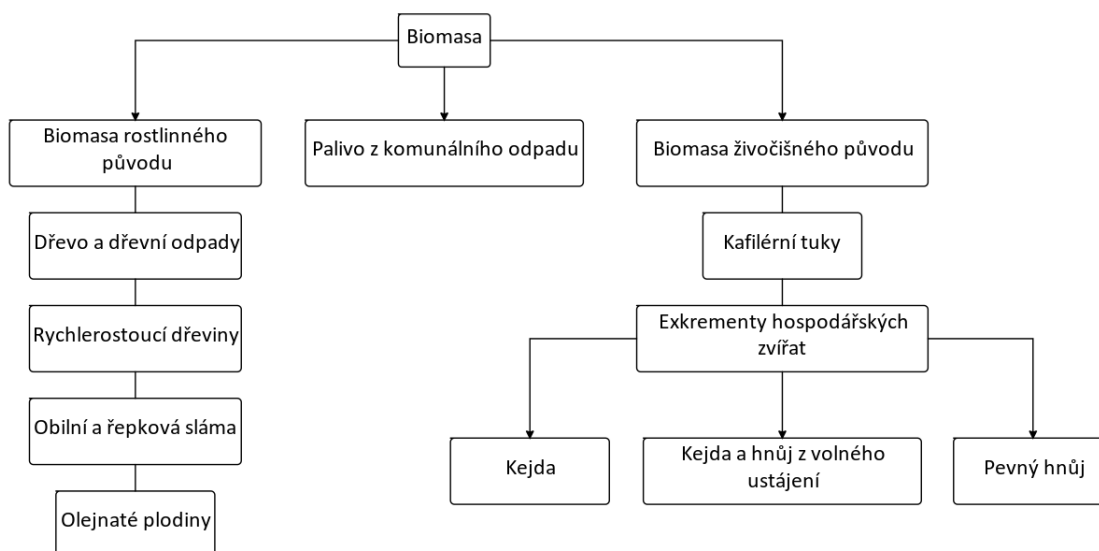 Biomasa
Biomasa rostlinného
původu
Palivo z komunálního odpadu
Biomasa živočišného původu
Dřevo a dřevní odpady
Kafilérní tuky
Rychlerostoucí dřeviny
Exkrementy hospodářských
zvířat
Obilní a řepková sláma
Kejda
Kejda a hnůj z volného
ustájení
Pevný hnůj
Olejnaté plodiny